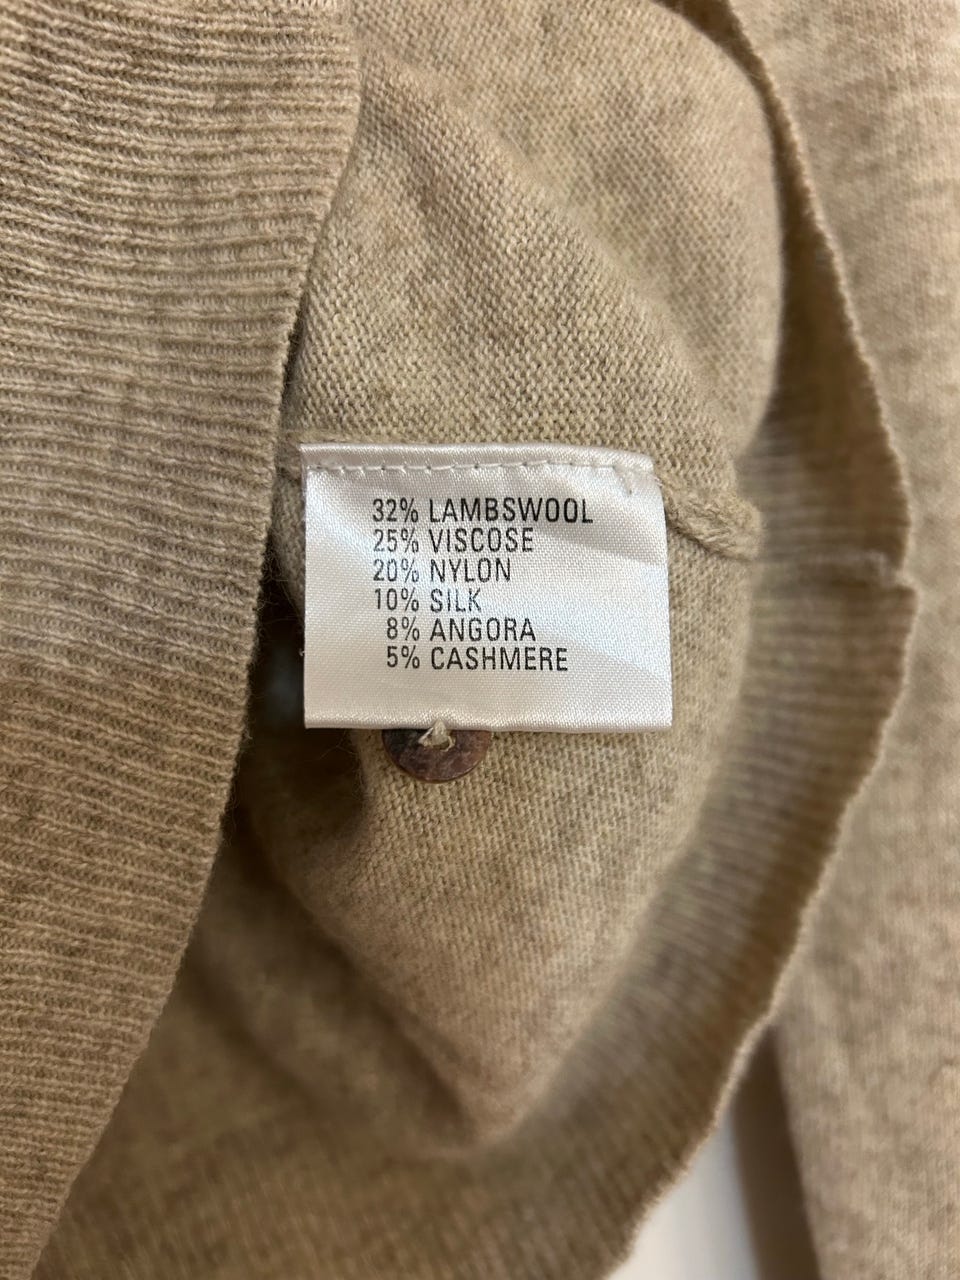 32% LAMBSWOOL
25% VISCOSE
20% NYLON
10% SILK
8% ANGORA
5% CASHMERE